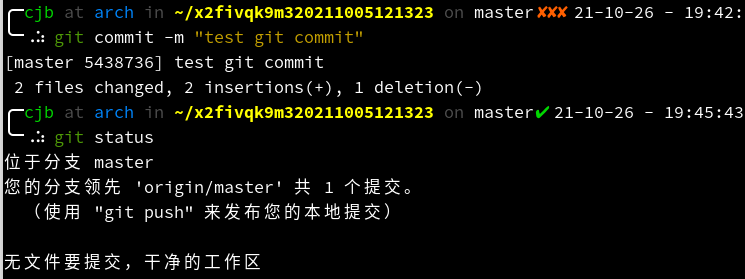 cjb at arch in ~/x2fivqk9m320211005121323 on master✘✘✘ 21-10-26 - 19:42:
git commit -m "test git commit"
[master 5438736] test git commit
2 files changed, 2 insertions(+), 1 deletion(-)
cjb at arch in ~/x2fivqk9m320211005121323 on master✔ 21-10-26 - 19:45:43
git status
位于分支 master
您的分支领先 'origin/master' 共 1 个提交。
（使用 "git push" 来发布您的本地提交）
无文件要提交，干净的工作区